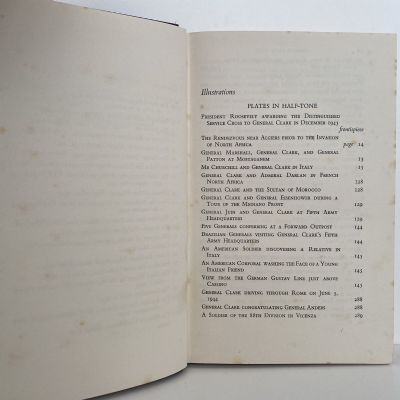 Illustrations
PLATES IN HALF-TONE
PRESIDENT ROOSEVELT AWARDING THE DISTINGUISHED
SERVICE CROSS TO GENERAL CLARK IN DECEMBER 1943
frontispiece
THE RENDEZVOUS NEAR ALGIERS PRIOR TO THE INVASION
OF NORTH AFRICA page 14
GENERAL MARSHALL, GENERAL CLARK, AND GENERAL
PATTON AT MOSTAGANEM 15
MR CHURCHILL AND GENERAL CLARK IN ITALY 15
GENERAL CLARK AND ADMIRAL DARLAN IN FRENCH
NORTH AFRICA 128
GENERAL CLARK AND THE SULTAN OF MOROCCO 128
GENERAL CLARK AND GENERAL EISENHOWER DURING A
TOUR OF THE MIGNANO FRONT 129
GENERAL JUIN AND GENERAL CLARK AT FIFTH ARMY
HEADQUARTERS 129
FIVE GENERALS CONFERRING AT A FORWARD OUTPOST 144
BRAZILIAN GENERALS VISITING GENERAL CLARK'S FIFTH
ARMY HEADQUARTERS 144
AN AMERICAN SOLDIER DISCOVERING A RELATIVE IN
ITALY 145
AN AMERICAN CORPORAL WASHING THE FACE OF A YOUNG
ITALIAN FRIEND 145
VIEW FROM THE GERMAN GUSTAV LINE JUST ABOVE
CASSINO 145
GENERAL CLARK DRIVING THROUGH ROME ON JUNE 5,
1944 288
GENERAL CLARK CONGRATULATING GENERAL ANDERS 288
A SOLDIER OF THE 88TH DIVISION IN VICENZA 289